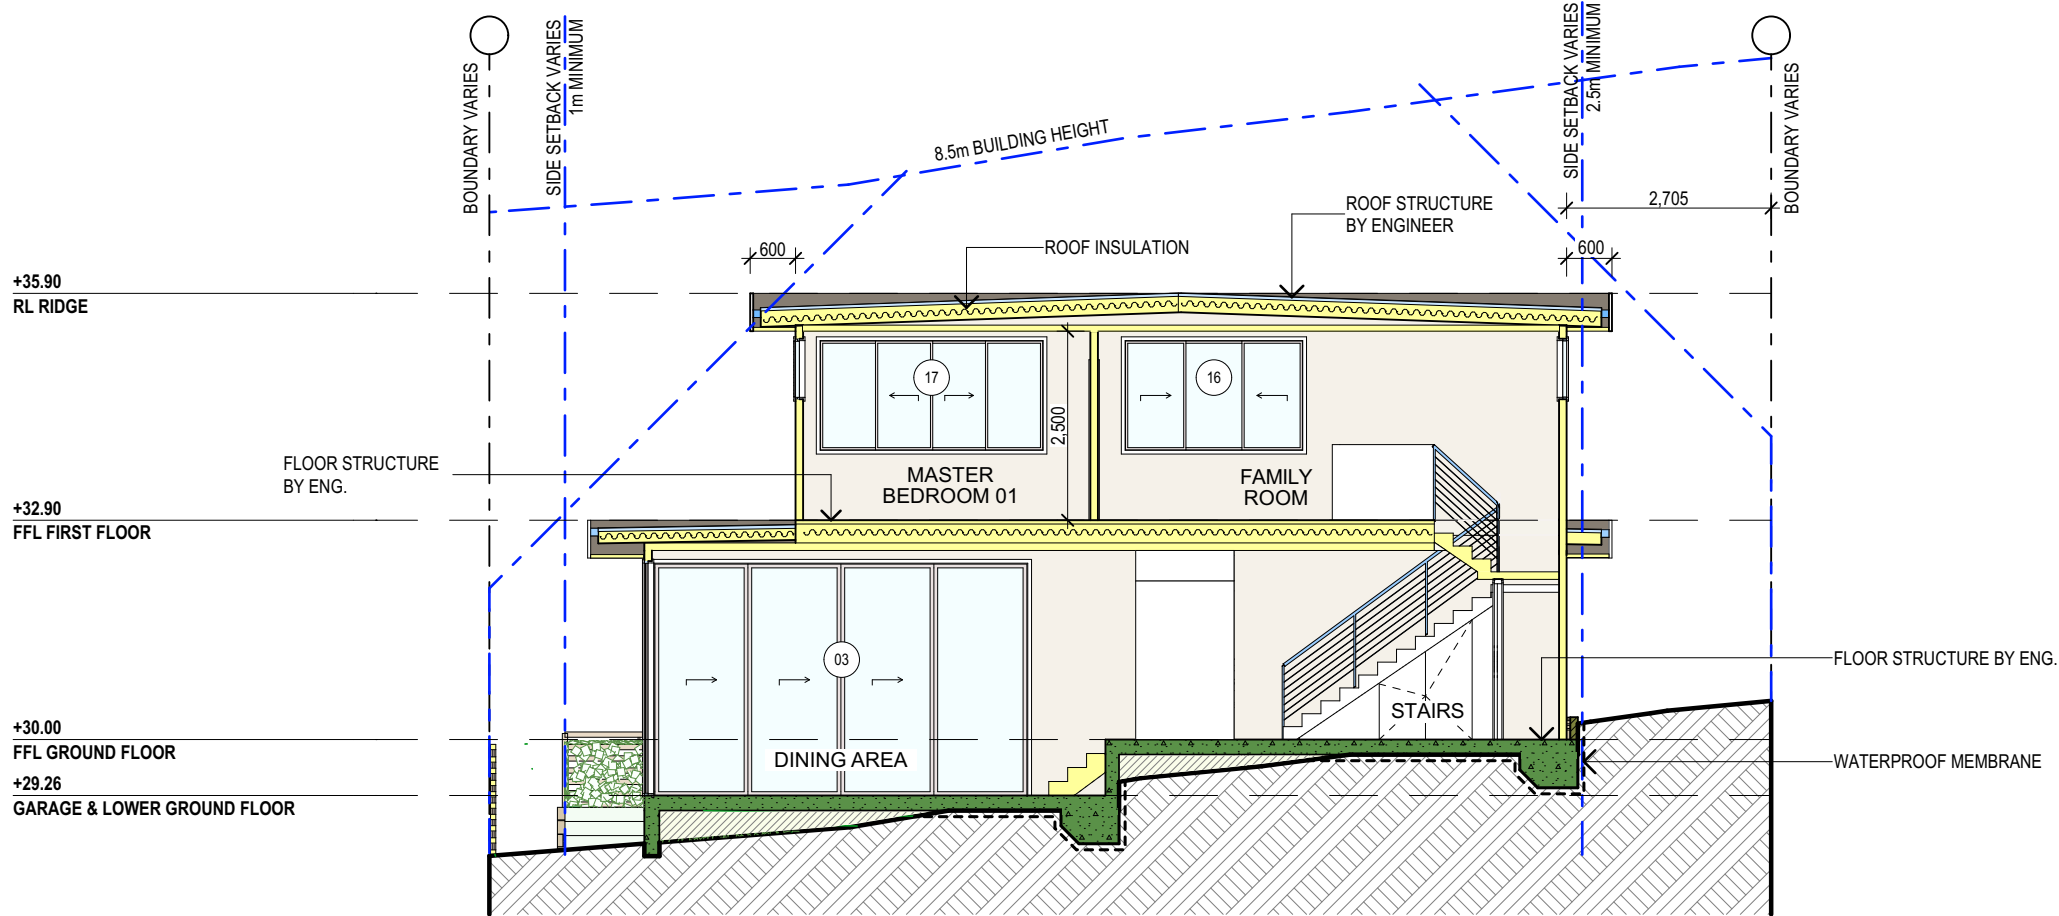 BOUNDARY VARIES
SIDE SETBACK VARIES
1m MINIMUM
8.5m BUILDING HEIGHT
SIDE SETBACK VARIES
2.5m MINIMUM
BOUNDARY VARIES
2,705
ROOF STRUCTURE
BY ENGINEER
600
ROOF INSULATION
600
+35.90
RL RIDGE
17
16
2,500
FLOOR STRUCTURE
BY ENG.
MASTER
BEDROOM 01
FAMILY
ROOM
+32.90
FFL FIRST FLOOR
03
FLOOR STRUCTURE BY ENG.
STAIRS
+30.00
FFL GROUND FLOOR
DINING AREA
WATERPROOF MEMBRANE
+29.26
GARAGE & LOWER GROUND FLOOR